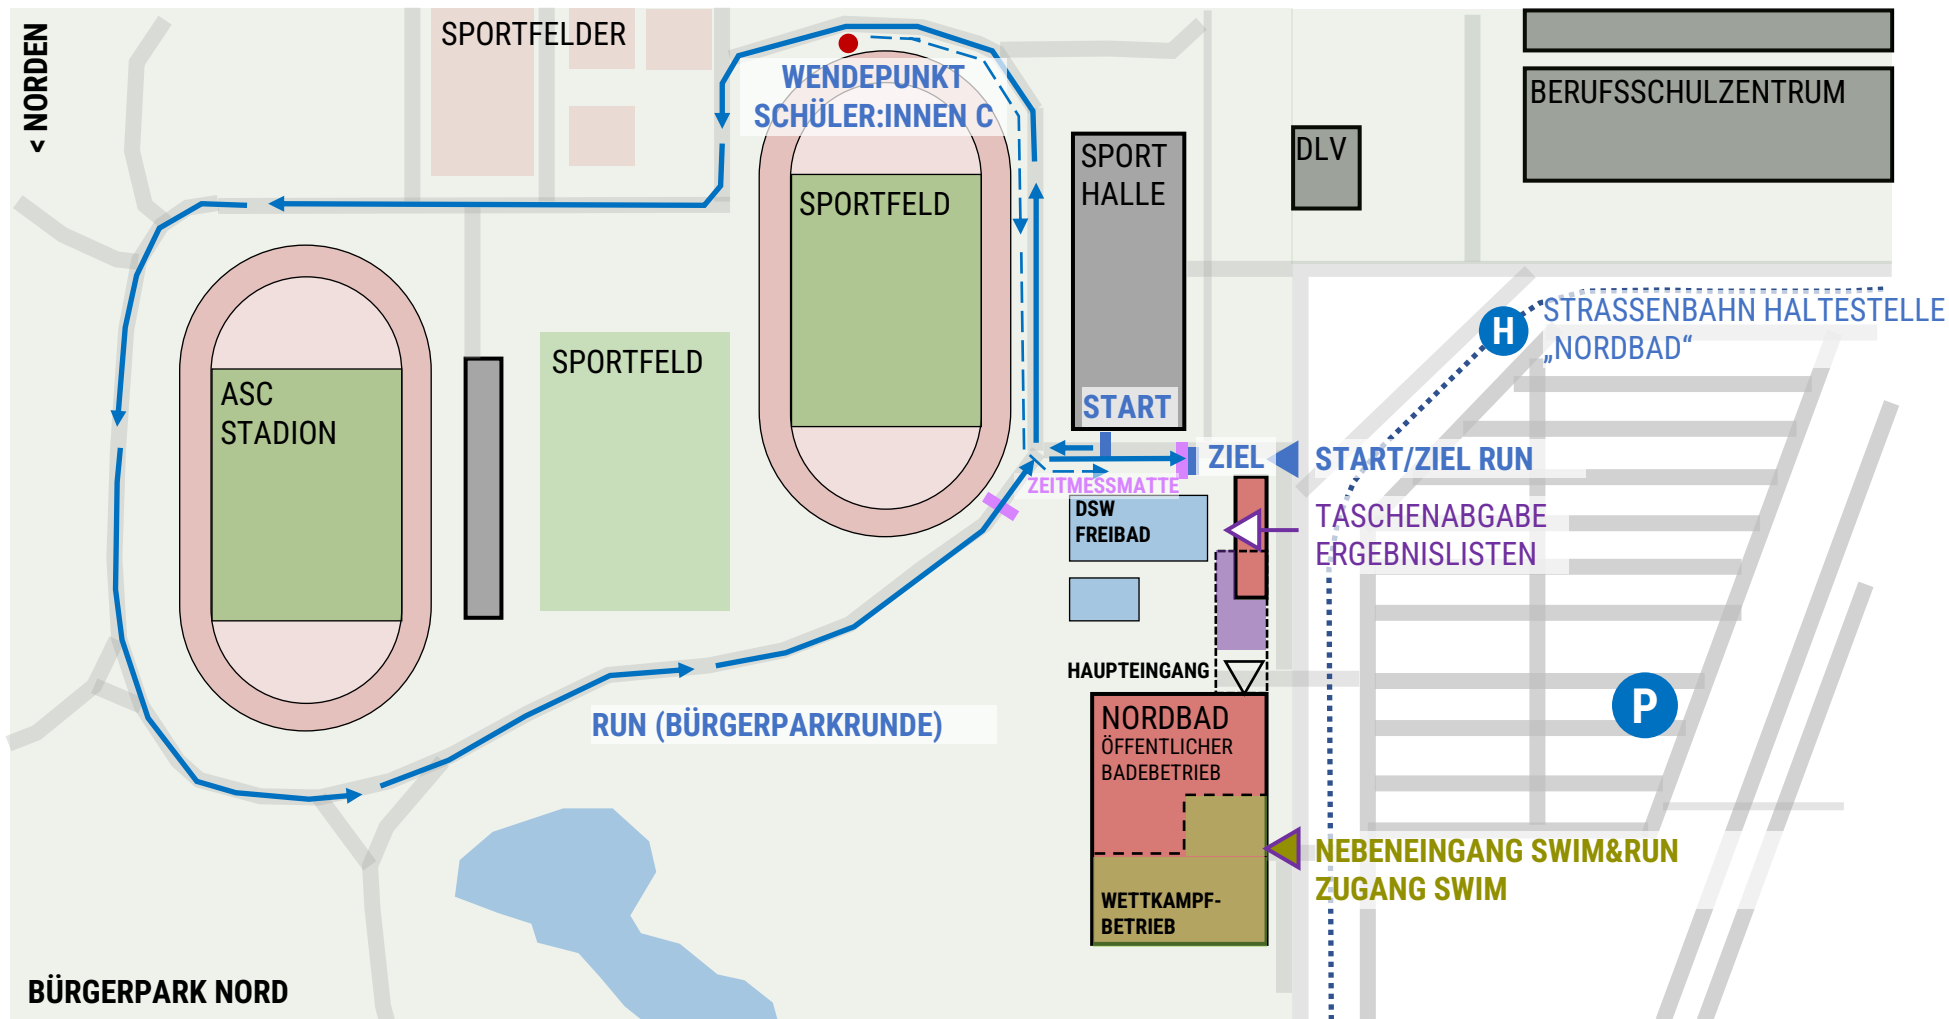 < NORDEN
SPORTFELDER
WENDEPUNKT
SCHÜLER:INNEN C
BERUFSSCHULZENTRUM
SPORT
HALLE
DLV
SPORTFELD
STRASSENBAHN HALTESTELLE
„NORDBAD“
H
SPORTFELD
ASC
STADION
START
ZIEL
START/ZIEL RUN
ZEITMESSMATTE
DSW
FREIBAD
TASCHENABGABE
ERGEBNISLISTEN
HAUPTEINGANG
P
RUN (BÜRGERPARKRUNDE)
NORDBAD
ÖFFENTLICHER
BADEBETRIEB
NEBENEINGANG SWIM&RUN
ZUGANG SWIM
WETTKAMPF-
BETRIEB
BÜRGERPARK NORD